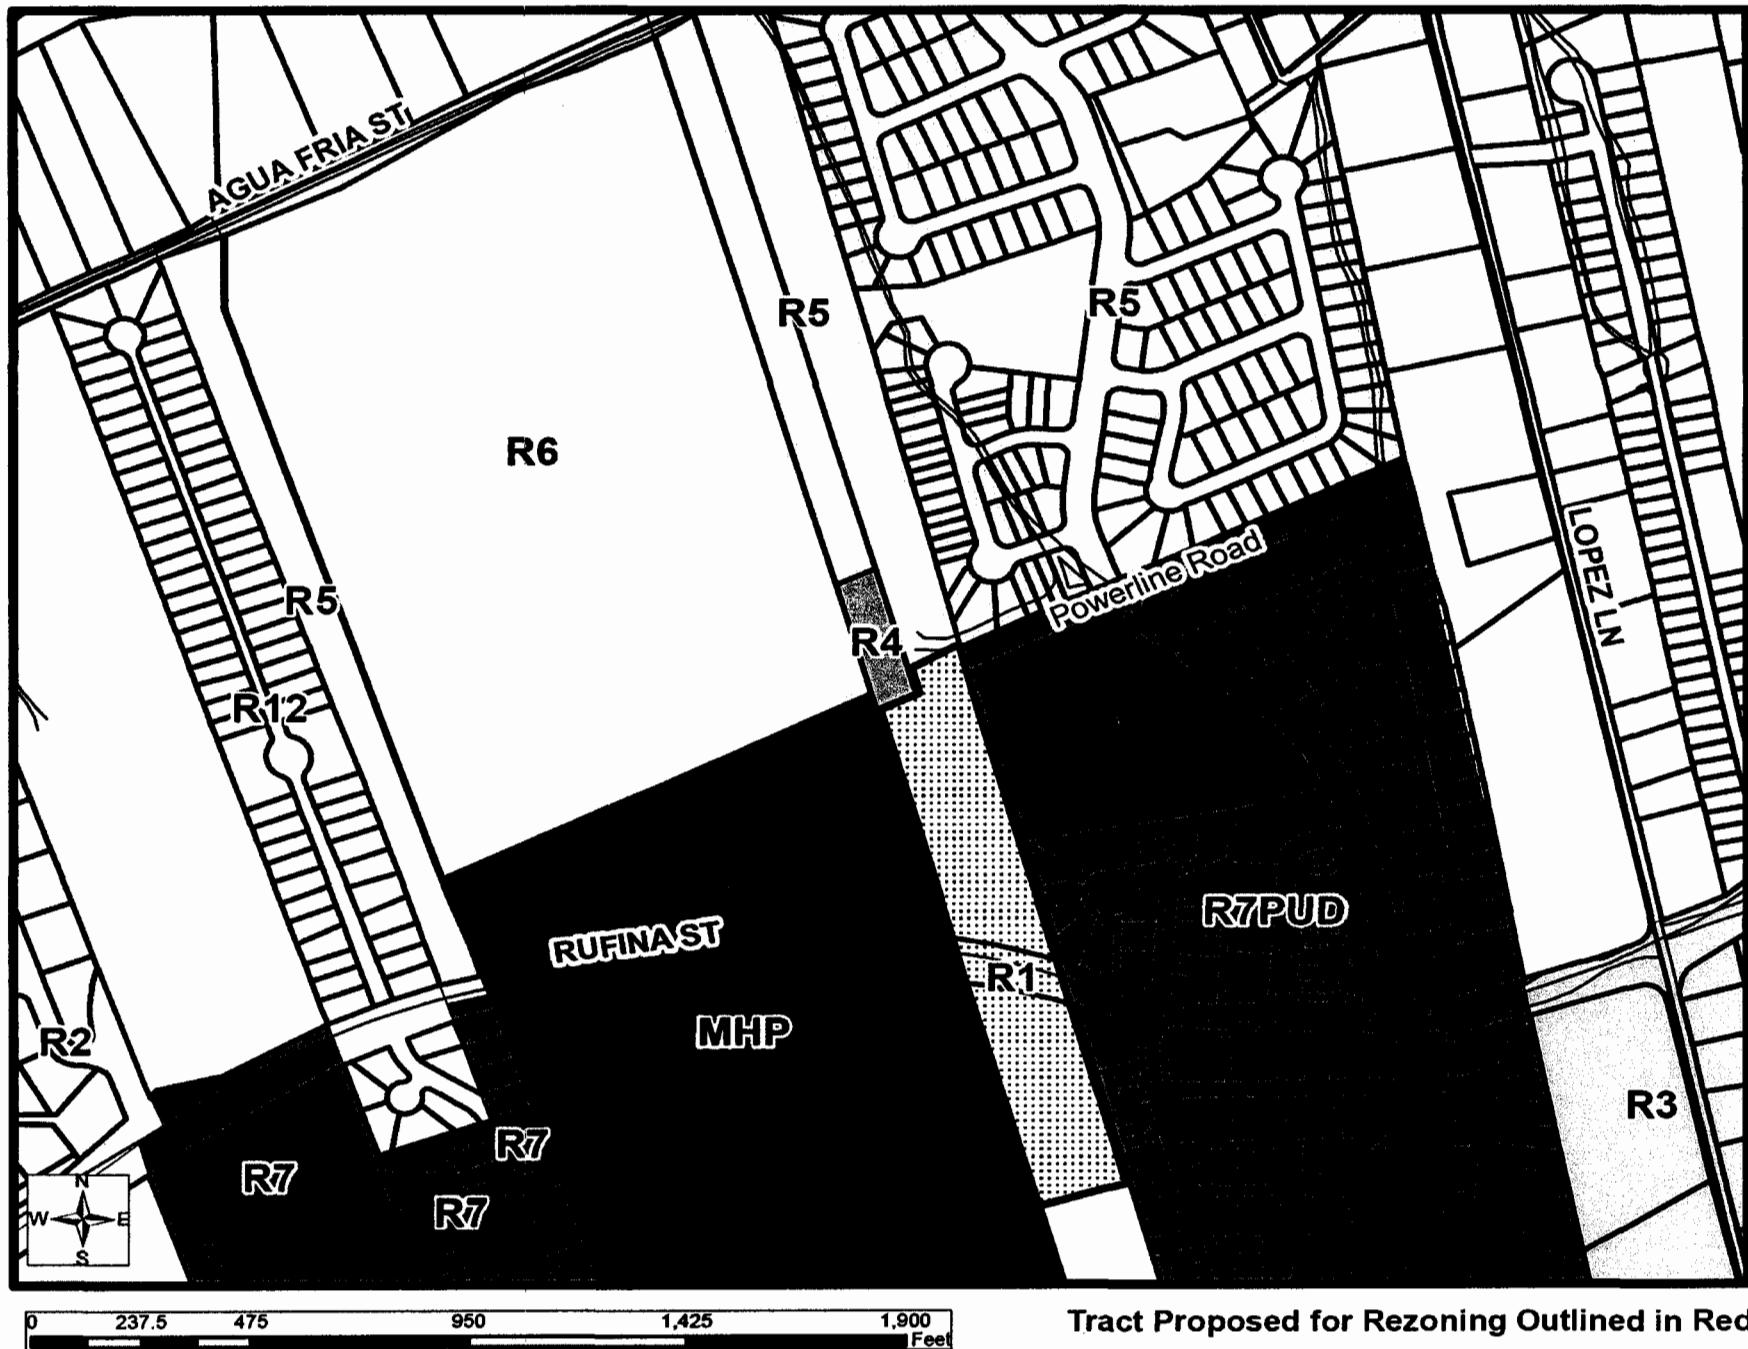 AGUA FRIA ST
R5
R5
R6
LOPEZ LN
Powerline Road
R5
R4
R12
R7PUD
RUFINA ST
R1
MHP
R2
R3
R7
R7
R7
N
W E
S
0 237.5 475 950 1,425 1,900
Feet
Tract Proposed for Rezoning Outlined in Red